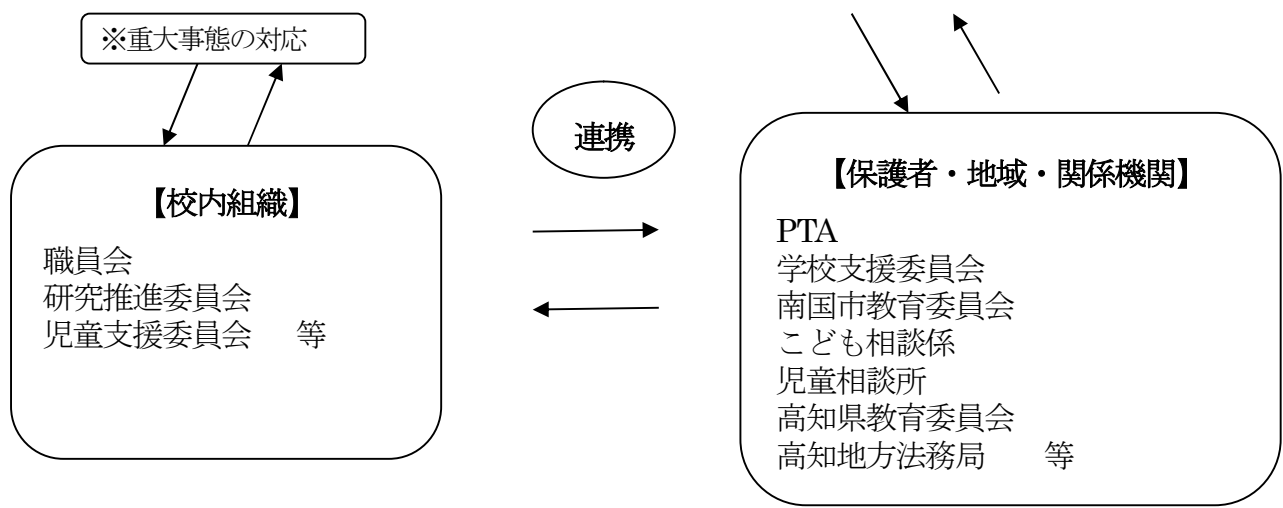 ※重大事態の対応
連携
【校内組織】
職員会
研究推進委員会
児童支援委員会　等
【保護者・地域・関係機関】
PTA
学校支援委員会
南国市教育委員会
こども相談係
児童相談所
高知県教育委員会
高知地方法務局　等